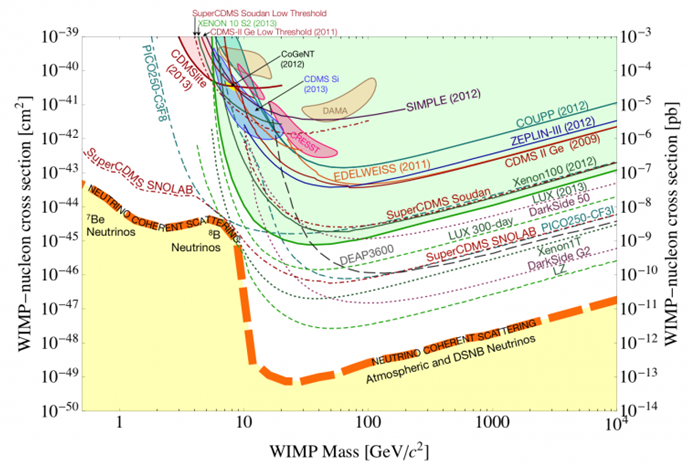 SuperCDMS Soudan Low Threshold
XENON 10 S2 (2013)
CDMS-II Ge Low Threshold (2011)
10−39
10−40
10−41
10−42
10−43
10−44
10−45
10−46
10−47
10−48
10−49
10−50
WIMP−nucleon cross section [cm2]
10−3
10−4
10−5
10−6
10−7
10−8
10−9
10−10
10−11
10−12
10−13
10−14
WIMP−nucleon cross section [pb]
PICO250-C3F8
CDMSlite
(2013)
CoGeNT
(2012)
CDMS Si
(2013)
DAMA
CRESST
SIMPLE (2012)
COUPP (2012)
ZEPLIN-III (2012)
CDMS II Ge (2009)
EDELWEISS (2011)
Xenon100 (2012)
SuperCDMS Soudan
LUX (2013)
DarkSide 50
LUX 300-day
PICO250-CF3I
SuperCDMS SNOLAB
SuperCDMS SNOLAB
DEAP3600
Xenon1T
DarkSide G2
LZ
NEUTRINO COHERENT SCATTERING
7Be
Neutrinos
8B
Neutrinos
NEUTRINO COHERENT SCATTERING
Atmospheric and DSNB Neutrinos
1
10
100
1000
104
WIMP Mass [GeV/c2]